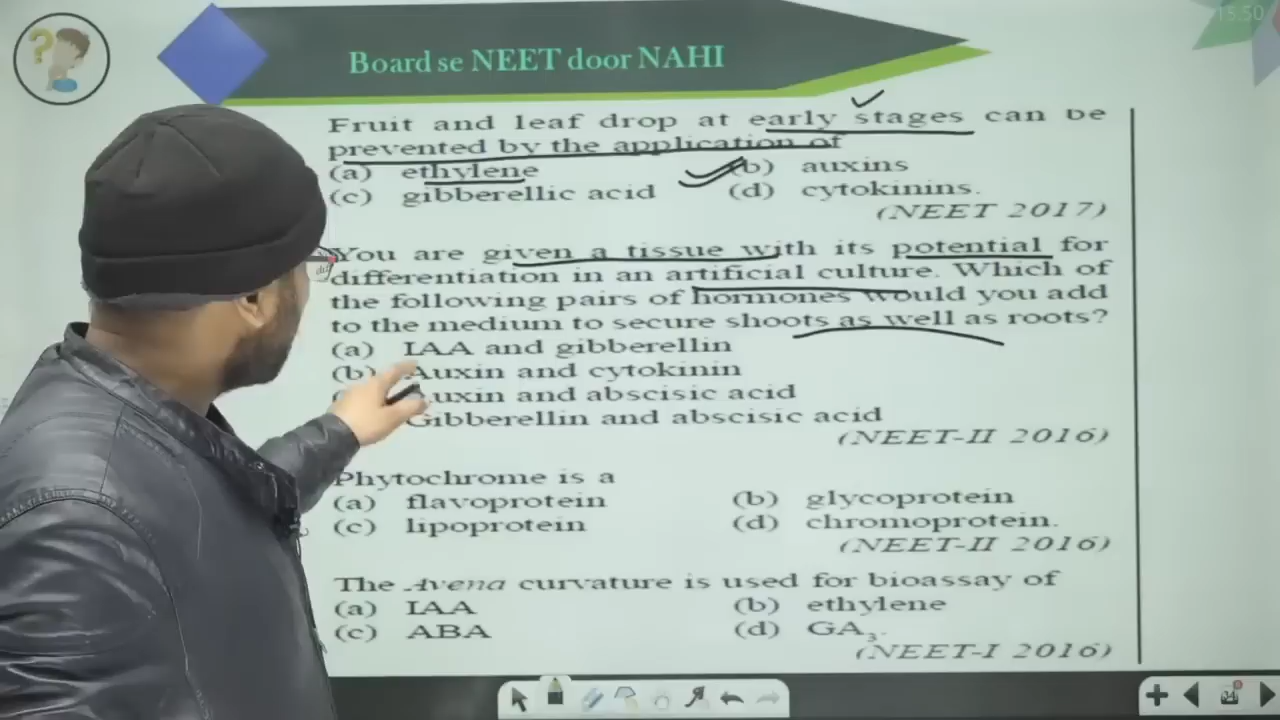 15:50
Board se NEET door NAHI
Fruit and leaf drop at early stages can be
prevented by the application of
(a) ethylene (b) auxins
(c) gibberellic acid (d) cytokinins.
(NEET 2017)
You are given a tissue with its potential for
differentiation in an artificial culture. Which of
the following pairs of hormones would you add
to the medium to secure shoots as well as roots?
(a) IAA and gibberellin
(b) Auxin and cytokinin
uxin and abscisic acid
Gibberellin and abscisic acid
(NEET-II 2016)
Phytochrome is a
(a) flavoprotein (b) glycoprotein
(c) lipoprotein (d) chromoprotein.
(NEET-II 2016)
The Avena curvature is used for bioassay of
(a) IAA (b) ethylene
(c) ABA (d) GA₃.
(NEET-I 2016)